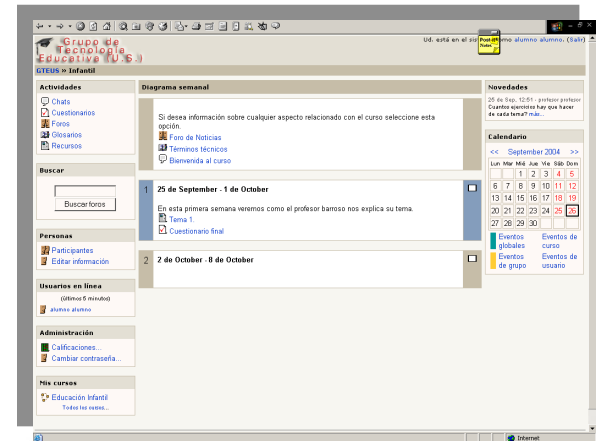 Ud. está en el sis
Post-it®
Notes
omo alumno alumno. (Salir)
Grupo de
Tecnología
Educativa (U.S.)
GTEUS » Infantil
Actividades
Chats
Cuestionarios
Foros
Glosarios
Recursos
Buscar
Buscar foros
Personas
Participantes
Editar información
Usuarios en línea
(últimos 5 minutos)
alumno alumno
Administración
Calificaciones...
Cambiar contraseña...
Mis cursos
Educación Infantil
Todos los cursos...
Diagrama semanal
Si desea información sobre cualquier aspecto relacionado con el curso seleccione esta
opción.
Foro de Noticias
Términos técnicos
Bienvenida al curso
1
25 de September - 1 de October
En esta primera semana veremos como el profesor barroso nos explica su tema.
Tema 1.
Cuestionario final
2
2 de October - 8 de October
Novedades
25 de Sep, 12:51 - profesor profesor
Cuantos ejercicios hay que hacer
de cada tema? más...
Calendario
<< September 2004 >>
Lun Mar Mié Jue Vie Sáb Dom
1 2 3 4 5
6 7 8 9 10 11 12
13 14 15 16 17 18 19
20 21 22 23 24 25 26
27 28 29 30
Eventos
globales
Eventos de
curso
Eventos
de grupo
Eventos de
usuario
Internet